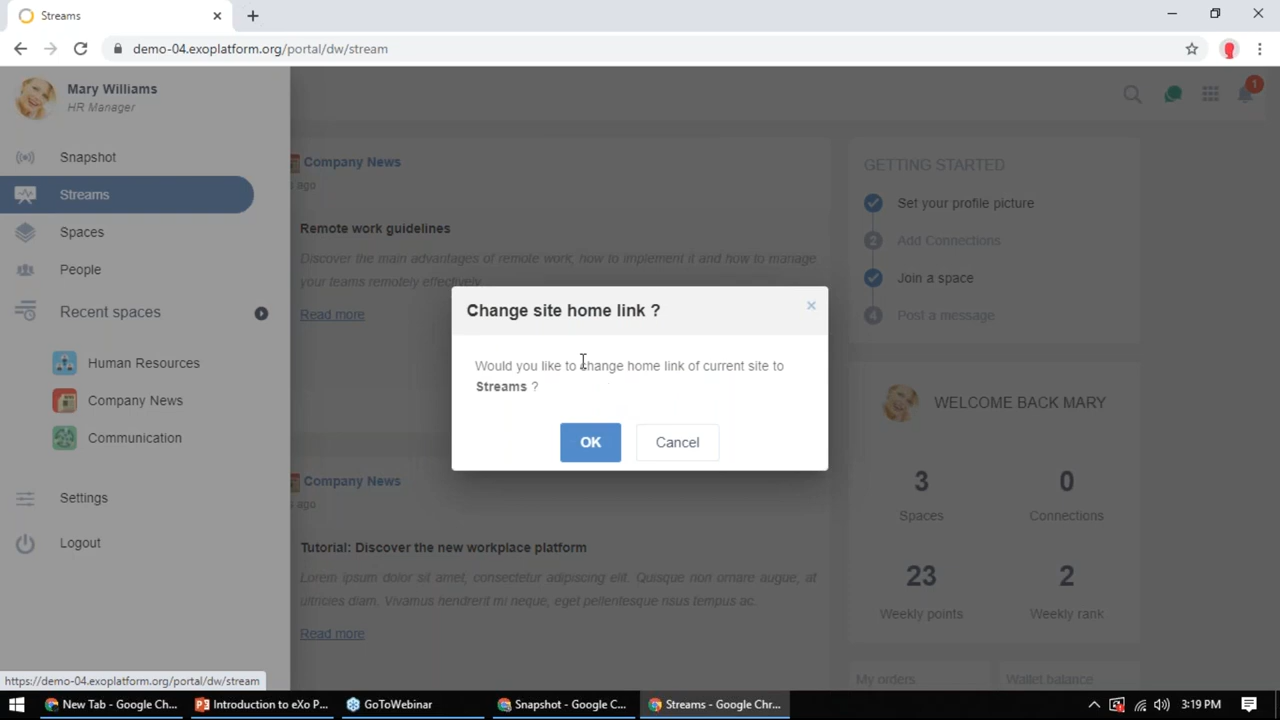 Streams
demo-04.exoplatform.org/portal/dw/stream
Mary Williams
HR Manager
1
Snapshot
Streams
Spaces
People
Recent spaces
Human Resources
Company News
Communication
Settings
Logout
Company News
s ago
Remote work guidelines
Discover the main advantages of remote work, how to implement it and how to manage
your teams remotely effectively.
Read more
Change site home link ?
Would you like to change home link of current site to
Streams ?
OK
Cancel
Company News
s ago
Tutorial: Discover the new workplace platform
Lorem ipsum dolor sit amet, consectetur adipiscing elit. Quisque non ornare augue, at
ultricies diam. Vivamus hendrerit mi neque, eget pellentesque risus tempus ac.
Read more
GETTING STARTED
Set your profile picture
2 Add Connections
Join a space
4 Post a message
WELCOME BACK MARY
3
Spaces
0
Connections
23
Weekly points
2
Weekly rank
My orders
Wallet balance
https://demo-04.exoplatform.org/portal/dw/stream
New Tab - Google Ch...
Introduction to eXo P...
GoToWebinar
Snapshot - Google C...
Streams - Google Chr...
3:19 PM